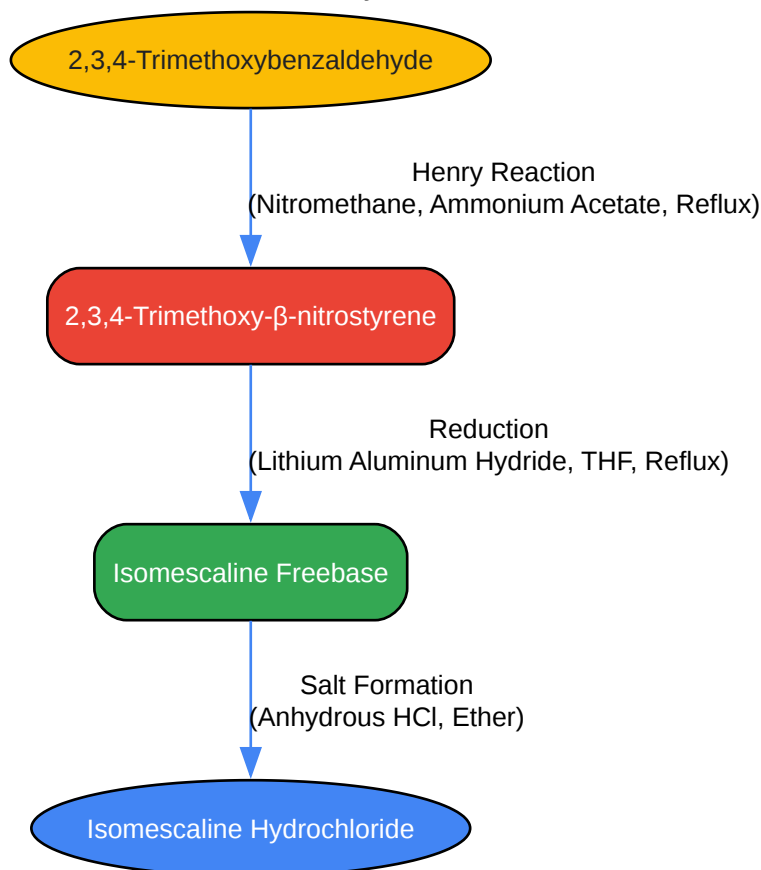 2,3,4-Trimethoxybenzaldehyde
Henry Reaction
(Nitromethane, Ammonium Acetate, Reflux)
2,3,4-Trimethoxy-β-nitrostyrene
Reduction
(Lithium Aluminum Hydride, THF, Reflux)
Isomescaline Freebase
Salt Formation
(Anhydrous HCl, Ether)
Isomescaline Hydrochloride